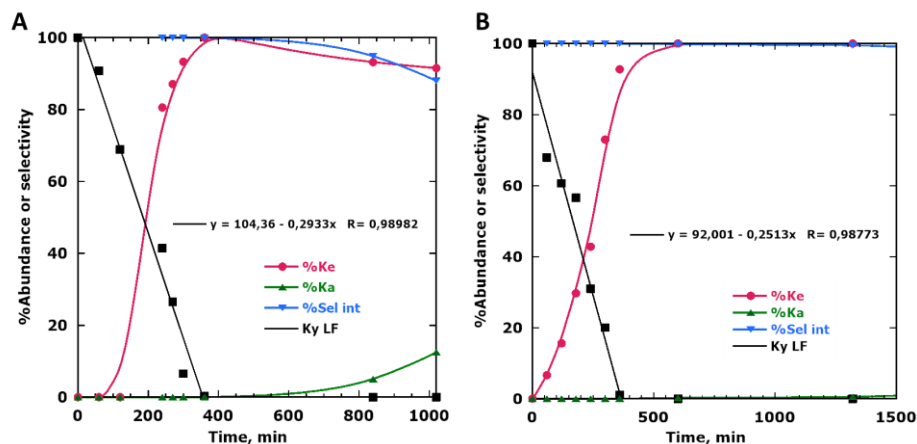 A
%Abundance or selectivity
100
80
60
40
20
0
y = 104,36 - 0,2933x R= 0,98982
%Ke
%Ka
%Sel int
Ky LF
0 200 400 600 800 1000
Time, min
B
%Abundance or selectivity
100
80
60
40
20
0
y = 92,001 - 0,2513x R= 0,98773
%Ke
%Ka
%Sel int
Ky LF
0 500 1000 1500
Time, min